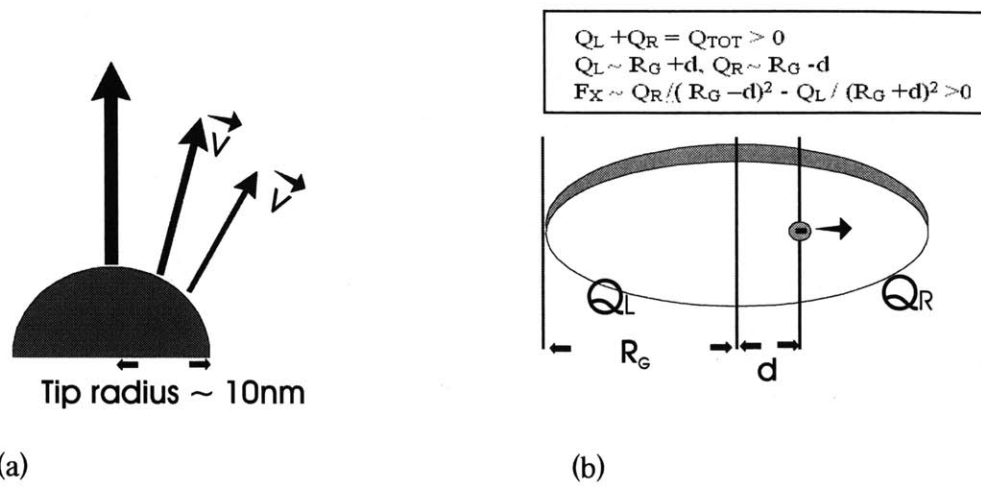 Q_L +Q_R = Q_TOT > 0
Q_L ~ R_G +d, Q_R ~ R_G -d
F_X ~ Q_R /( R_G –d)² - Q_L / (R_G +d)² >0
V
V
Q_L
Q_R
R_G
d
Tip radius ~ 10nm
(a)
(b)